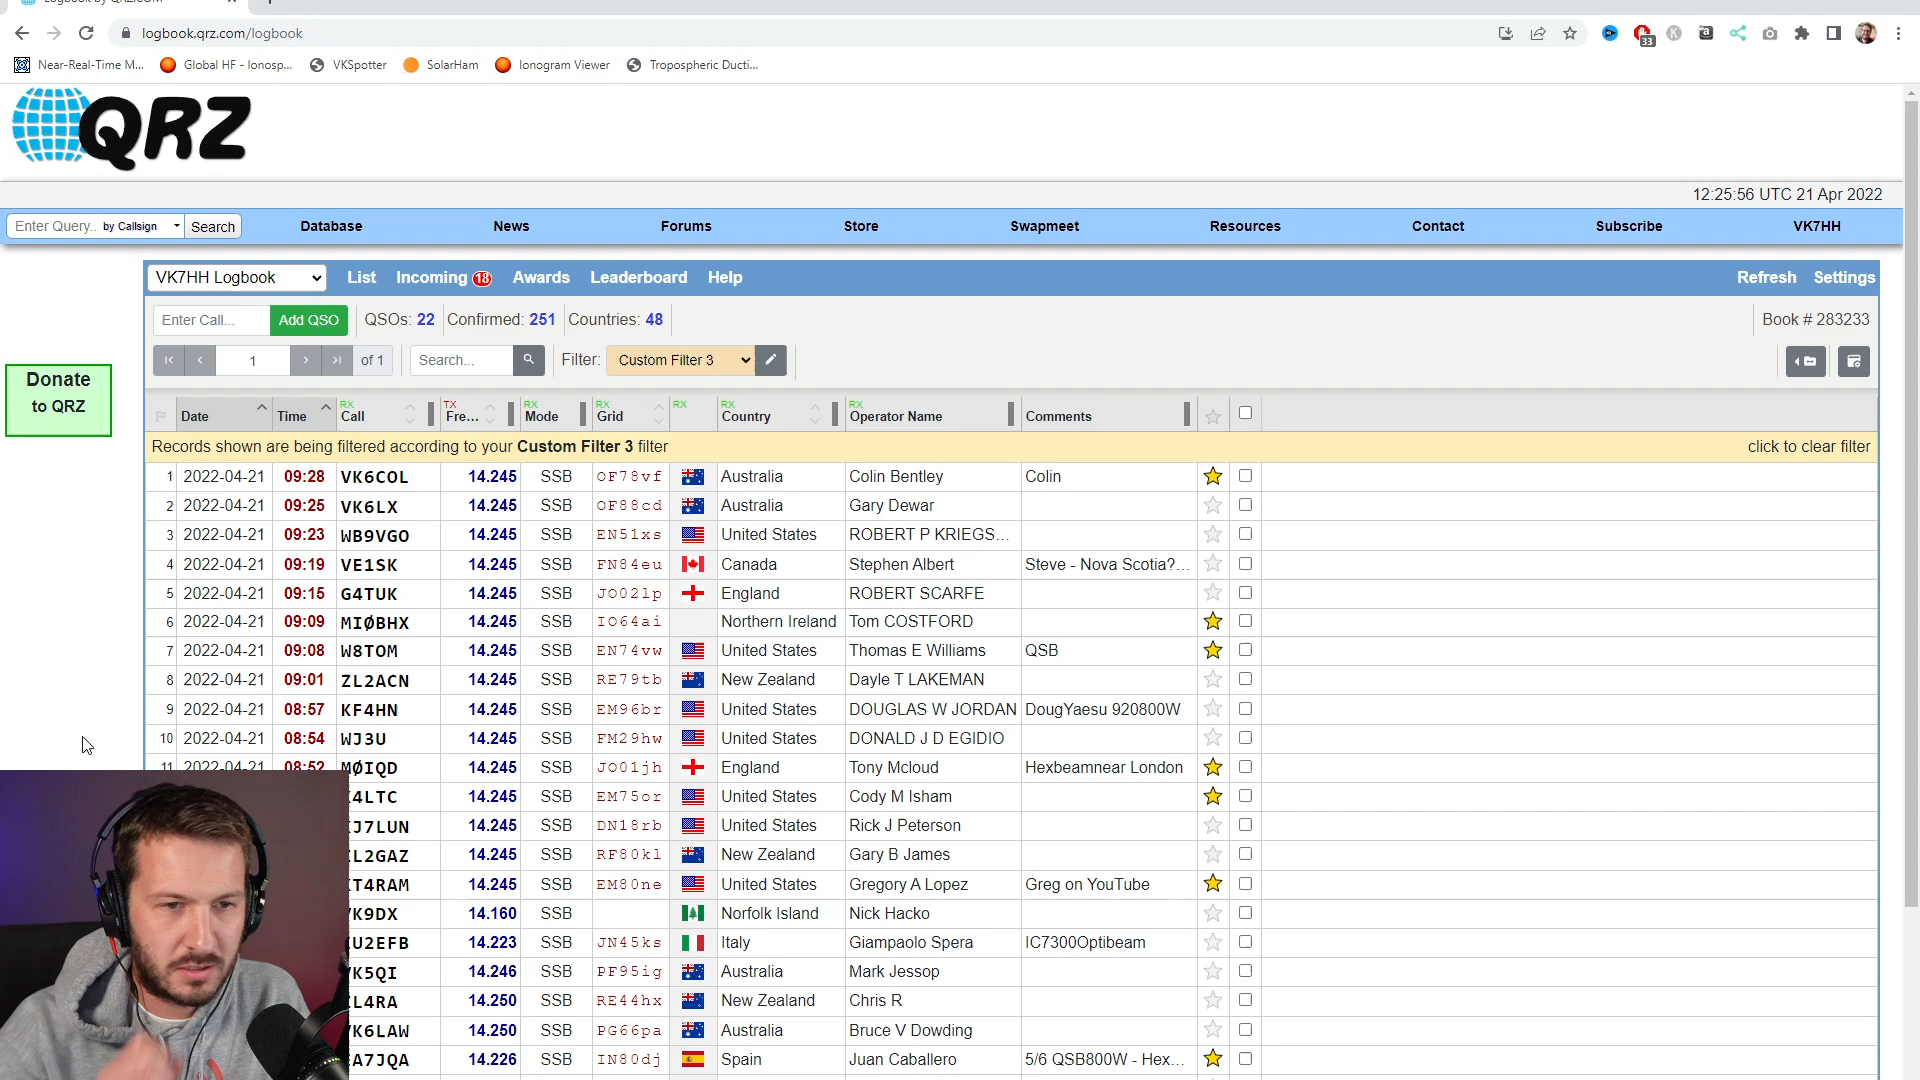 logbook.qrz.com/logbook
33
Near-Real-Time M... Global HF - Ionosp... VKSpotter SolarHam Ionogram Viewer Tropospheric Ducti...
QRZ
12:25:56 UTC 21 Apr 2022
Enter Query.. by Callsign Search Database News Forums Store Swapmeet Resources Contact Subscribe VK7HH
VK7HH Logbook List Incoming 18 Awards Leaderboard Help Refresh Settings
Enter Call... Add QSO QSOs: 22 Confirmed: 251 Countries: 48 Book # 283233
1 of 1 Search... Filter: Custom Filter 3
Donate
to QRZ
Date Time RX Call TX Fre... RX Mode RX Grid RX RX Country RX Operator Name Comments
Records shown are being filtered according to your Custom Filter 3 filter click to clear filter
1 2022-04-21 09:28 VK6COL 14.245 SSB OF78vf Australia Colin Bentley Colin
2 2022-04-21 09:25 VK6LX 14.245 SSB OF88cd Australia Gary Dewar
3 2022-04-21 09:23 WB9VGO 14.245 SSB EN51xs United States ROBERT P KRIEGS...
4 2022-04-21 09:19 VE1SK 14.245 SSB FN84eu Canada Stephen Albert Steve - Nova Scotia?...
5 2022-04-21 09:15 G4TUK 14.245 SSB JO02lp England ROBERT SCARFE
6 2022-04-21 09:09 MIØBHX 14.245 SSB IO64ai Northern Ireland Tom COSTFORD
7 2022-04-21 09:08 W8TOM 14.245 SSB EN74vw United States Thomas E Williams QSB
8 2022-04-21 09:01 ZL2ACN 14.245 SSB RE79tb New Zealand Dayle T LAKEMAN
9 2022-04-21 08:57 KF4HN 14.245 SSB EM96br United States DOUGLAS W JORDAN DougYaesu 920800W
10 2022-04-21 08:54 WJ3U 14.245 SSB FM29hw United States DONALD J D EGIDIO
11 2022-04-21 08:52 MØIQD 14.245 SSB JO01jh England Tony Mcloud Hexbeamnear London
4LTC 14.245 SSB EM75or United States Cody M Isham
J7LUN 14.245 SSB DN18rb United States Rick J Peterson
L2GAZ 14.245 SSB RF80kl New Zealand Gary B James
T4RAM 14.245 SSB EM80ne United States Gregory A Lopez Greg on YouTube
K9DX 14.160 SSB Norfolk Island Nick Hacko
U2EFB 14.223 SSB JN45ks Italy Giampaolo Spera IC7300Optibeam
K5QI 14.246 SSB PF95ig Australia Mark Jessop
L4RA 14.250 SSB RE44hx New Zealand Chris R
K6LAW 14.250 SSB PG66pa Australia Bruce V Dowding
A7JQA 14.226 SSB IN80dj Spain Juan Caballero 5/6 QSB800W - Hex...